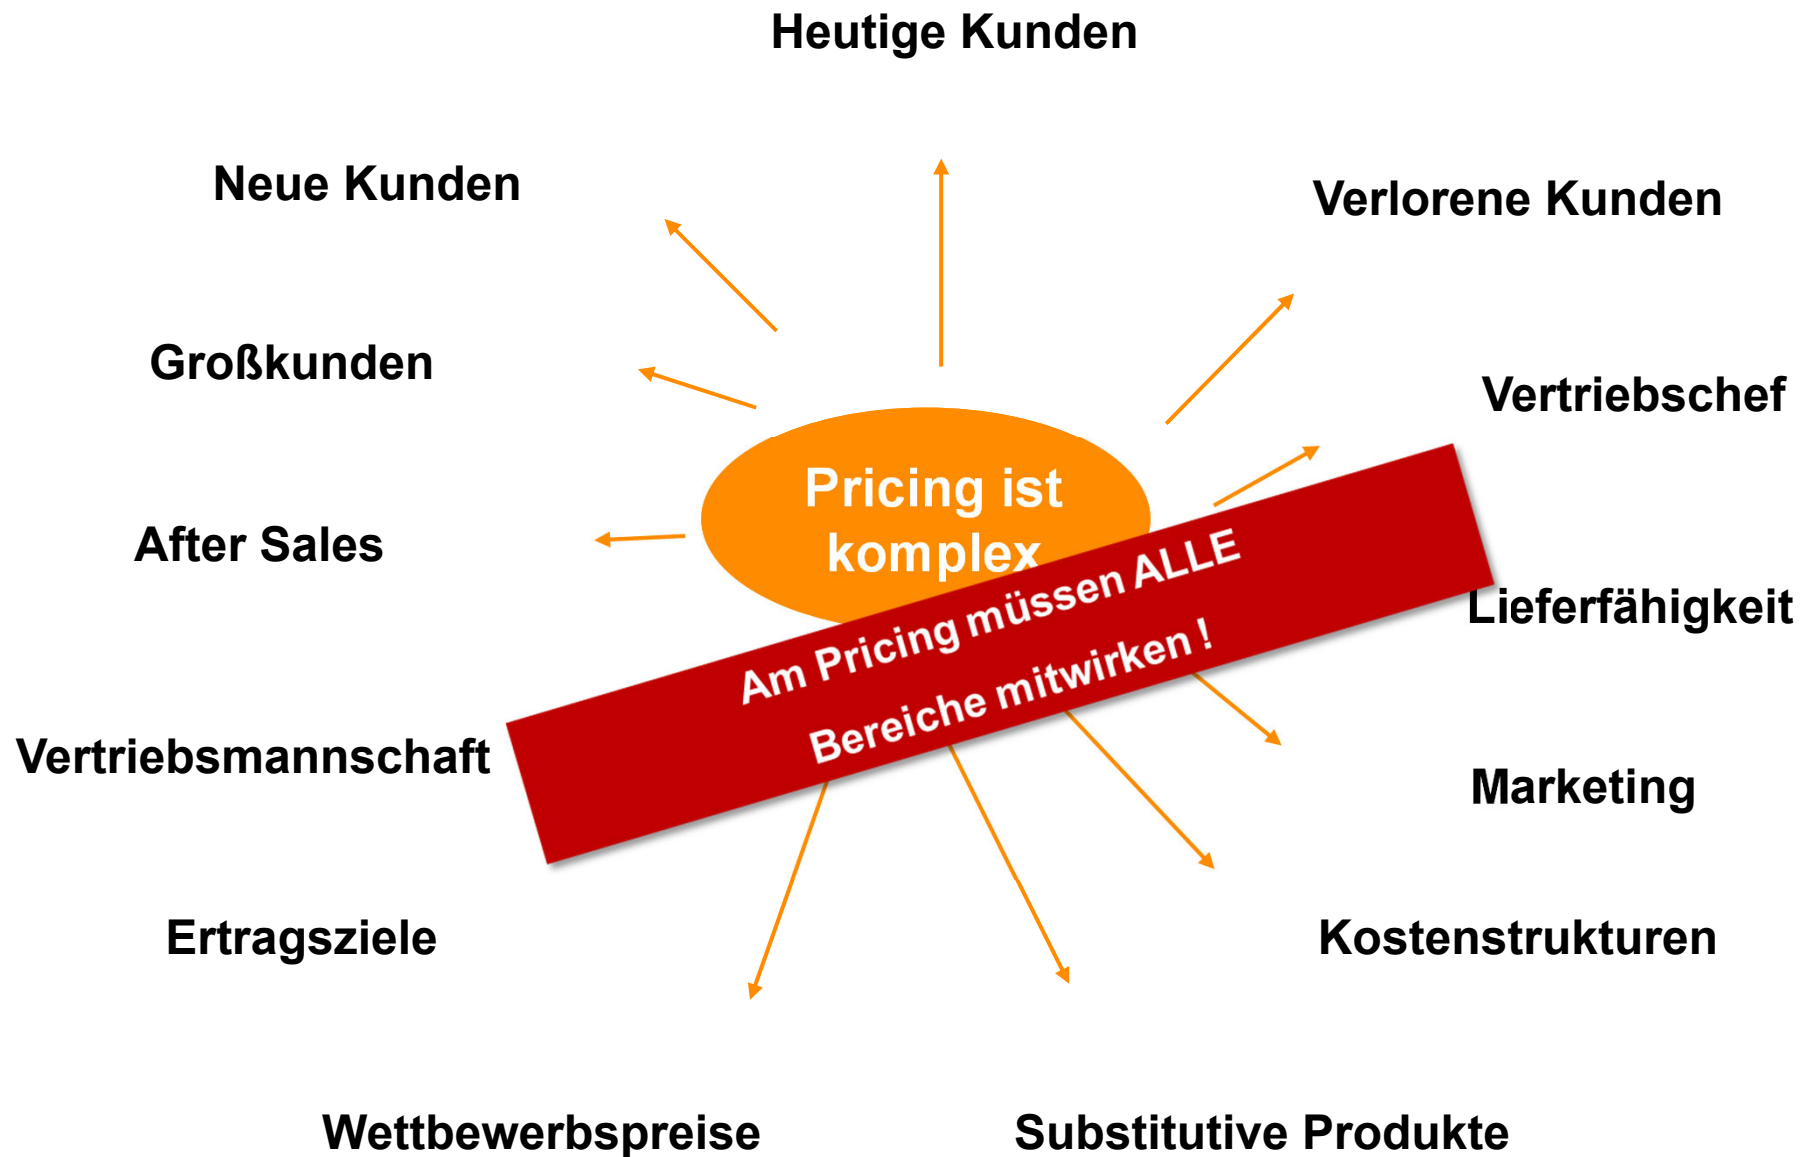 Heutige Kunden
Neue Kunden
Verlorene Kunden
Großkunden
Vertriebschef
Pricing ist
komplex
After Sales
Am Pricing müssen ALLE
Bereiche mitwirken !
Lieferfähigkeit
Vertriebsmannschaft
Marketing
Ertragsziele
Kostenstrukturen
Wettbewerbspreise
Substitutive Produkte